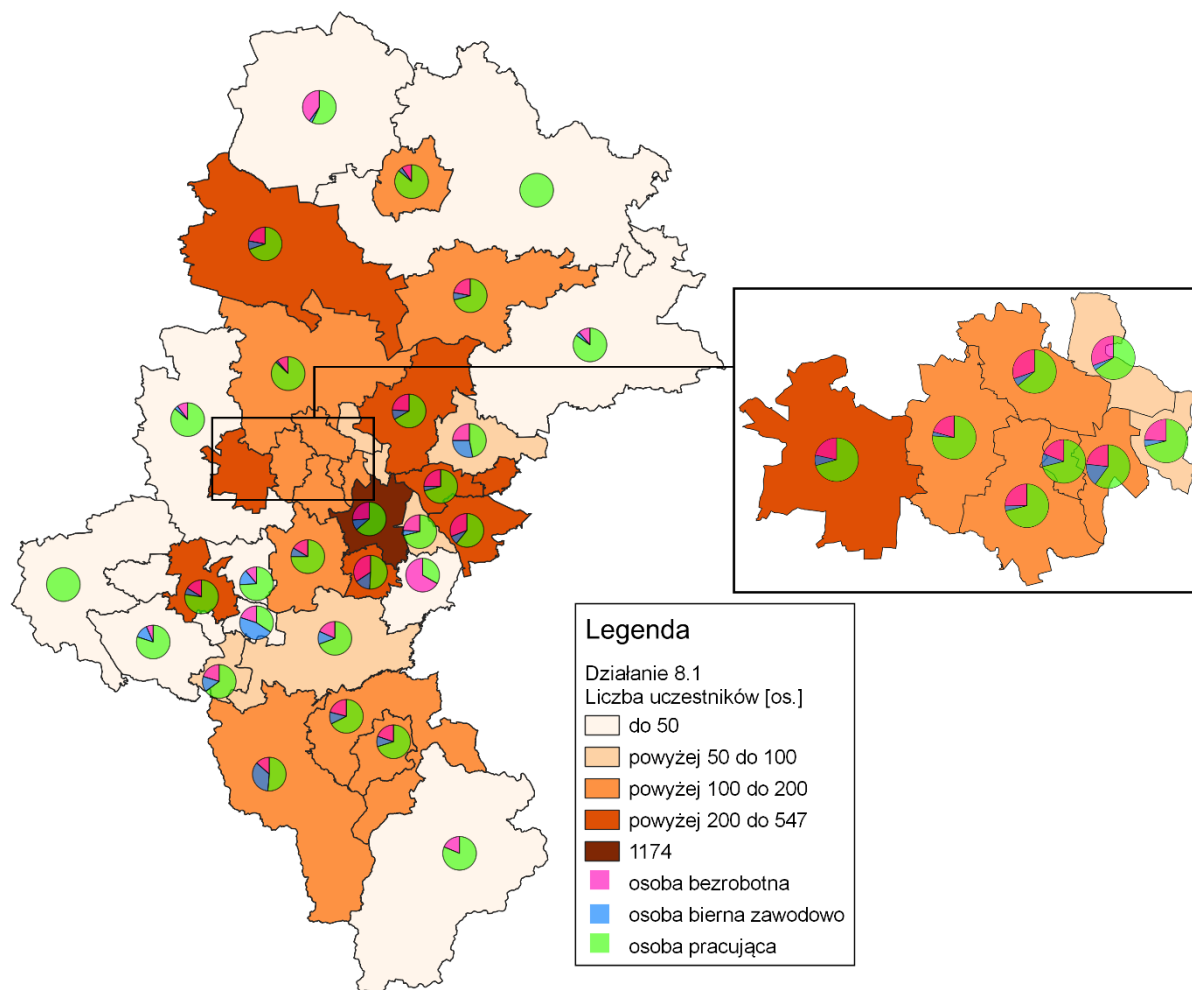 Legenda
Działanie 8.1
Liczba uczestników [os.]
do 50
powyżej 50 do 100
powyżej 100 do 200
powyżej 200 do 547
1174
osoba bezrobotna
osoba bierna zawodowo
osoba pracująca